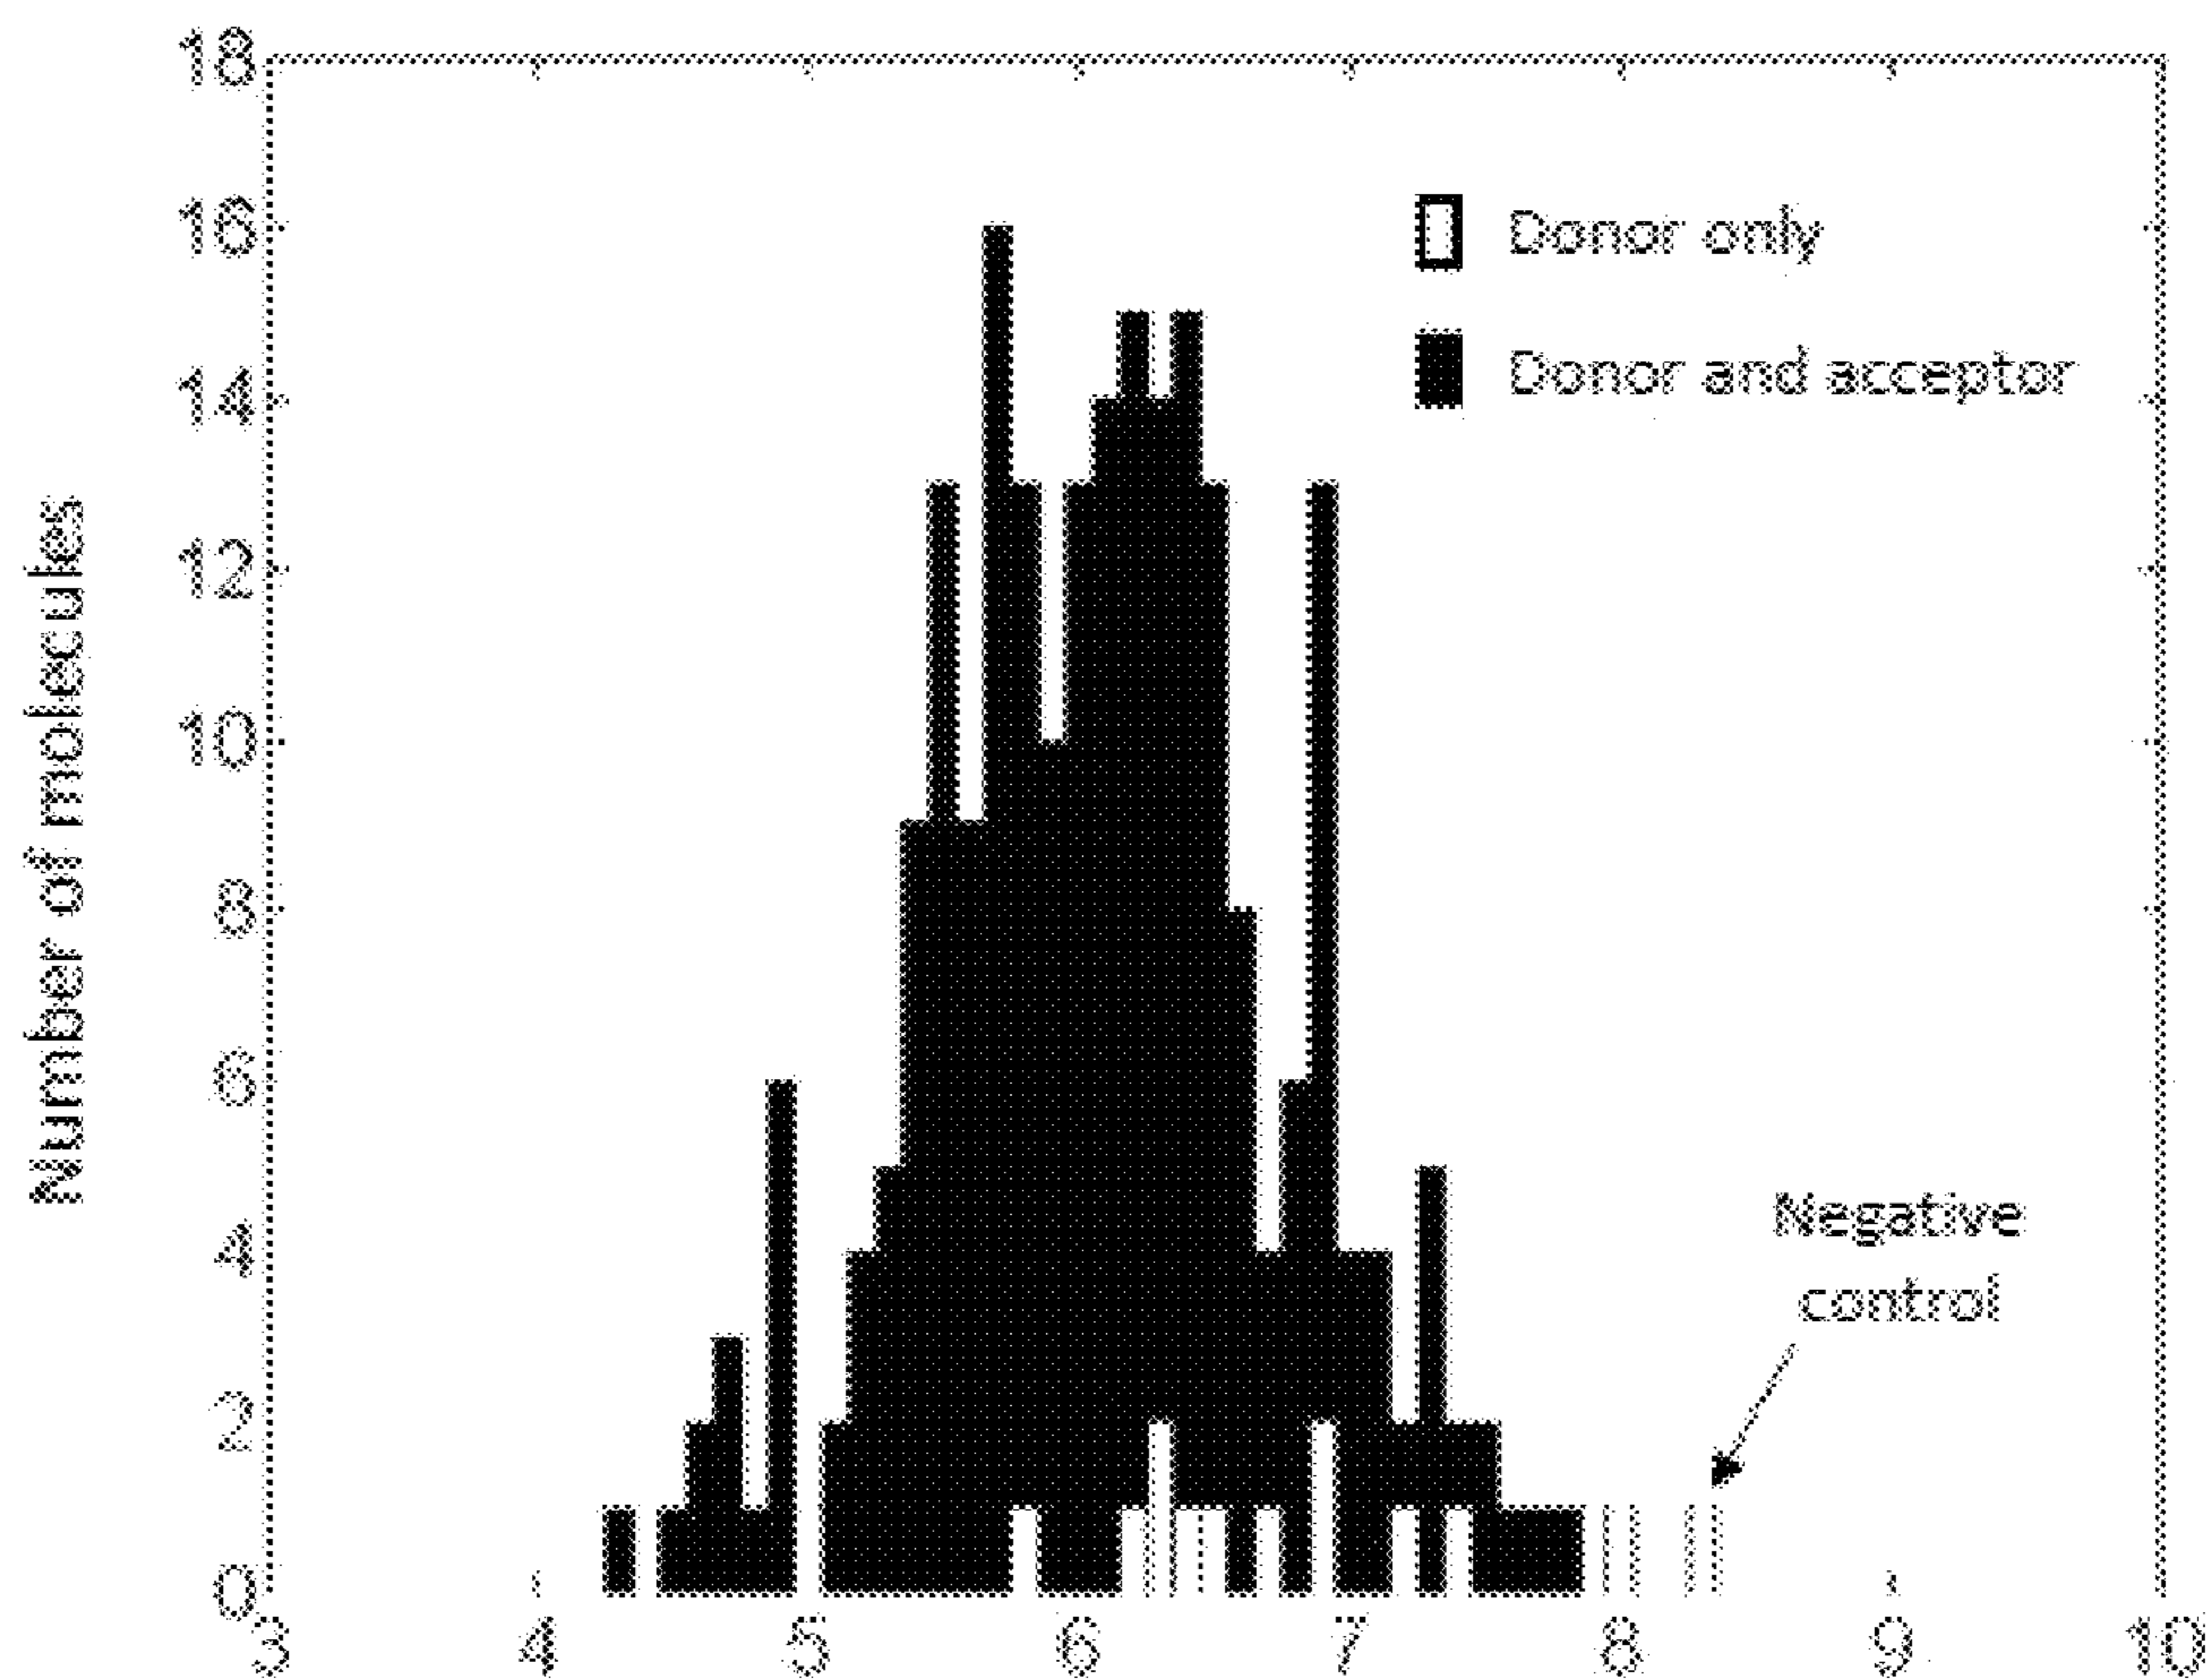 Number of molecules
18
16
14
12
10
8
6
4
2
0
Donor only
Donor and acceptor
Negative
control
3 4 5 6 7 8 9 10